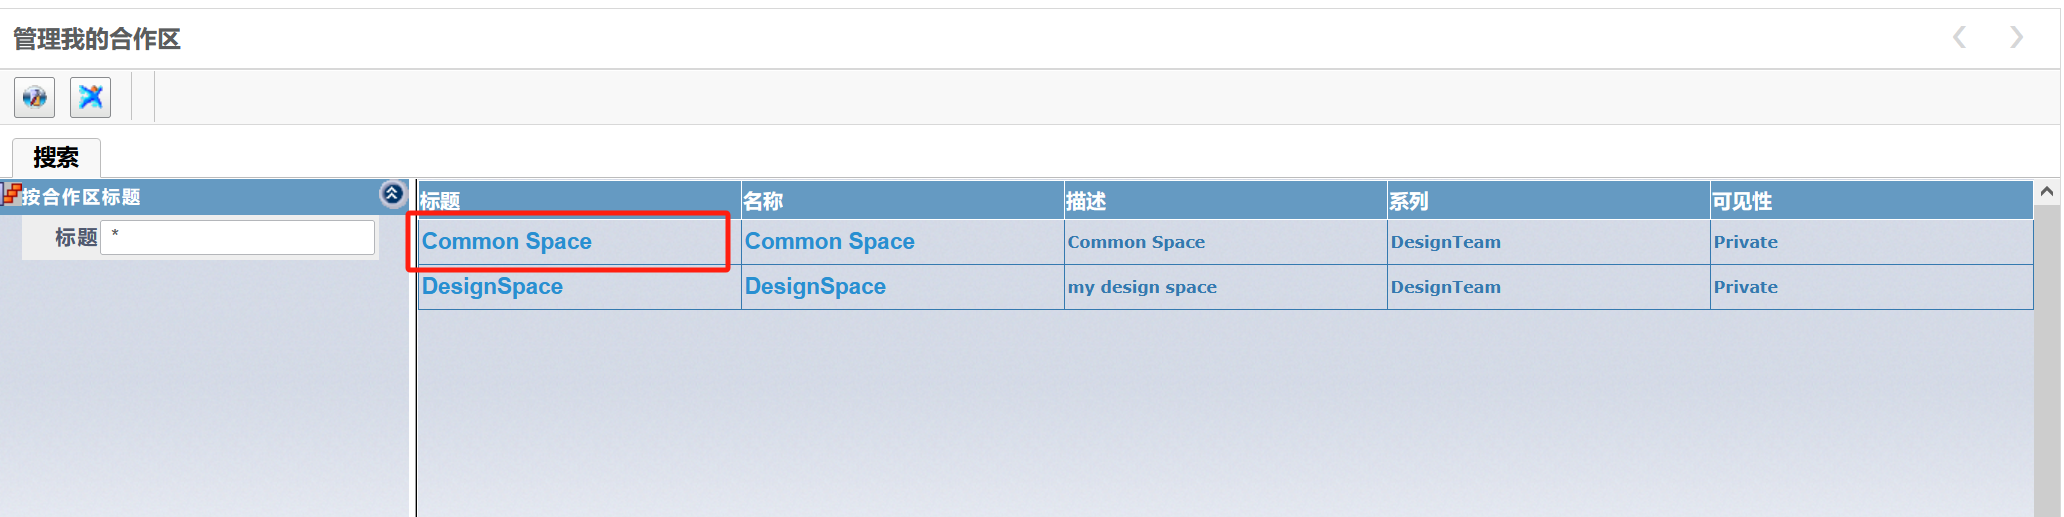 管理我的合作区
搜索
按合作区标题
标题 *
标题 名称 描述 系列 可见性
Common Space Common Space Common Space DesignTeam Private
DesignSpace DesignSpace my design space DesignTeam Private